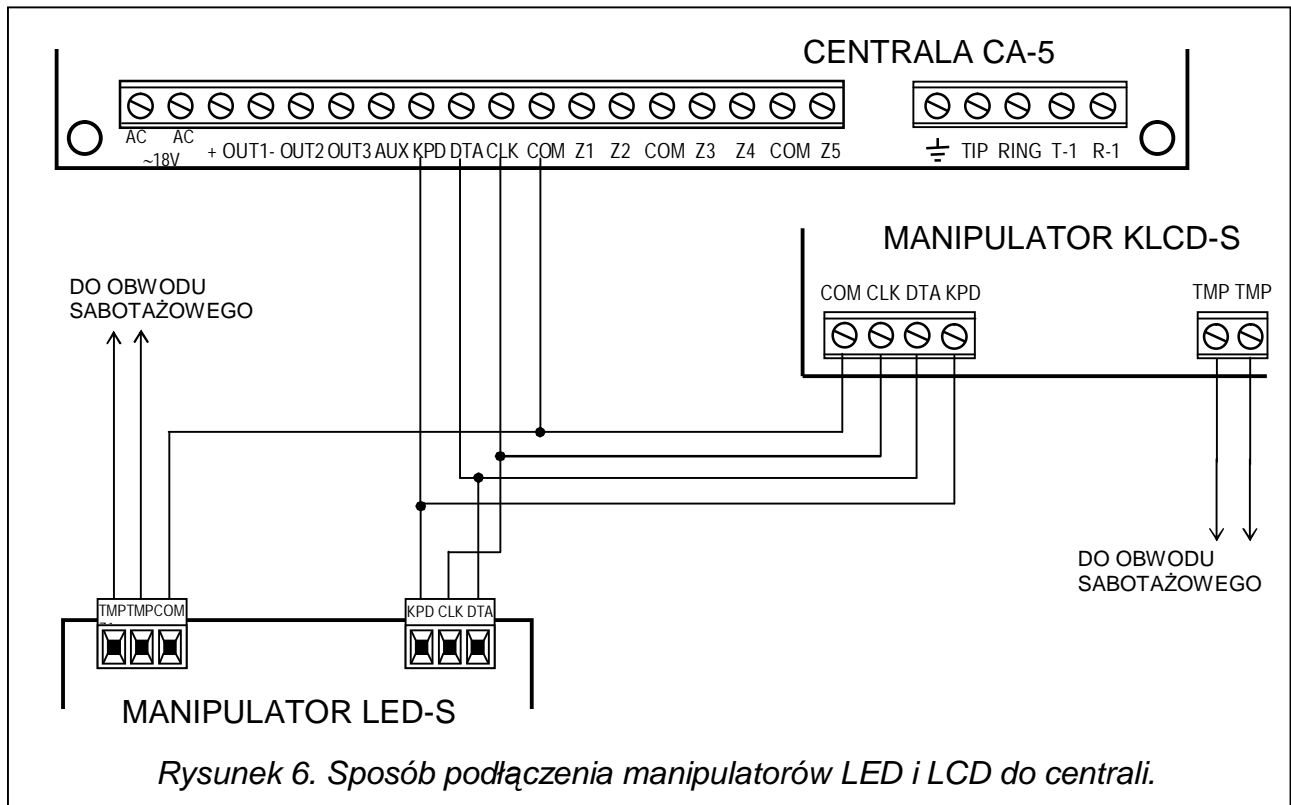 CENTRALA CA-5
AC AC
~18V
+ OUT1- OUT2 OUT3 AUX KPD DTA CLK COM Z1 Z2 COM Z3 Z4 COM Z5
TIP RING T-1 R-1
MANIPULATOR KLCD-S
COM CLK DTA KPD
TMP TMP
DO OBWODU
SABOTAŻOWEGO
DO OBWODU
SABOTAŻOWEGO
TMP TMP COM
KPD CLK DTA
MANIPULATOR LED-S
Rysunek 6. Sposób podłączenia manipulatorów LED i LCD do centrali.